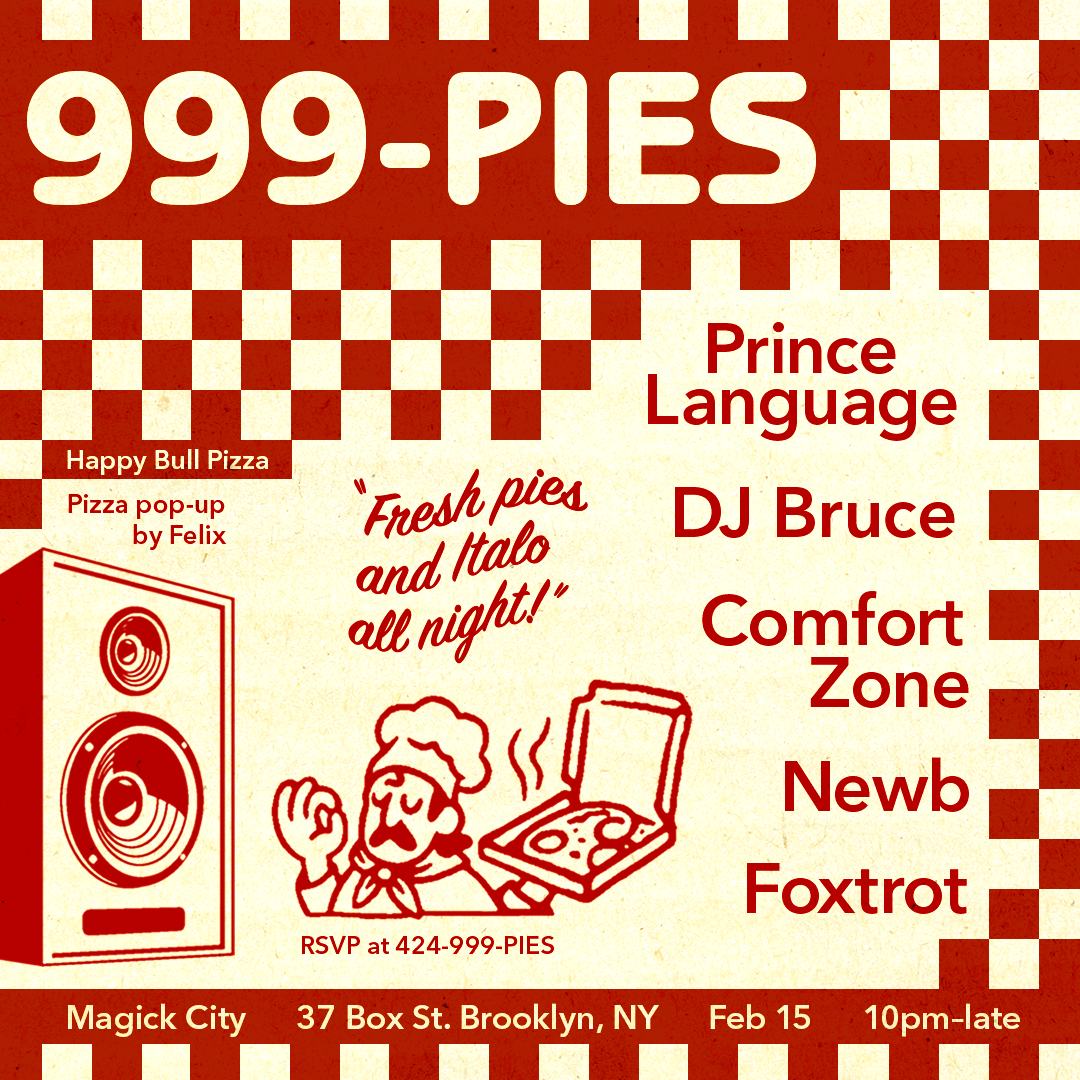 999-PIES
Prince
Language
Happy Bull Pizza
Pizza pop-up
by Felix
"Fresh pies
and Italo
all night!"
DJ Bruce
Comfort
Zone
Newb
Foxtrot
RSVP at 424-999-PIES
Magick City 37 Box St. Brooklyn, NY Feb 15 10pm–late